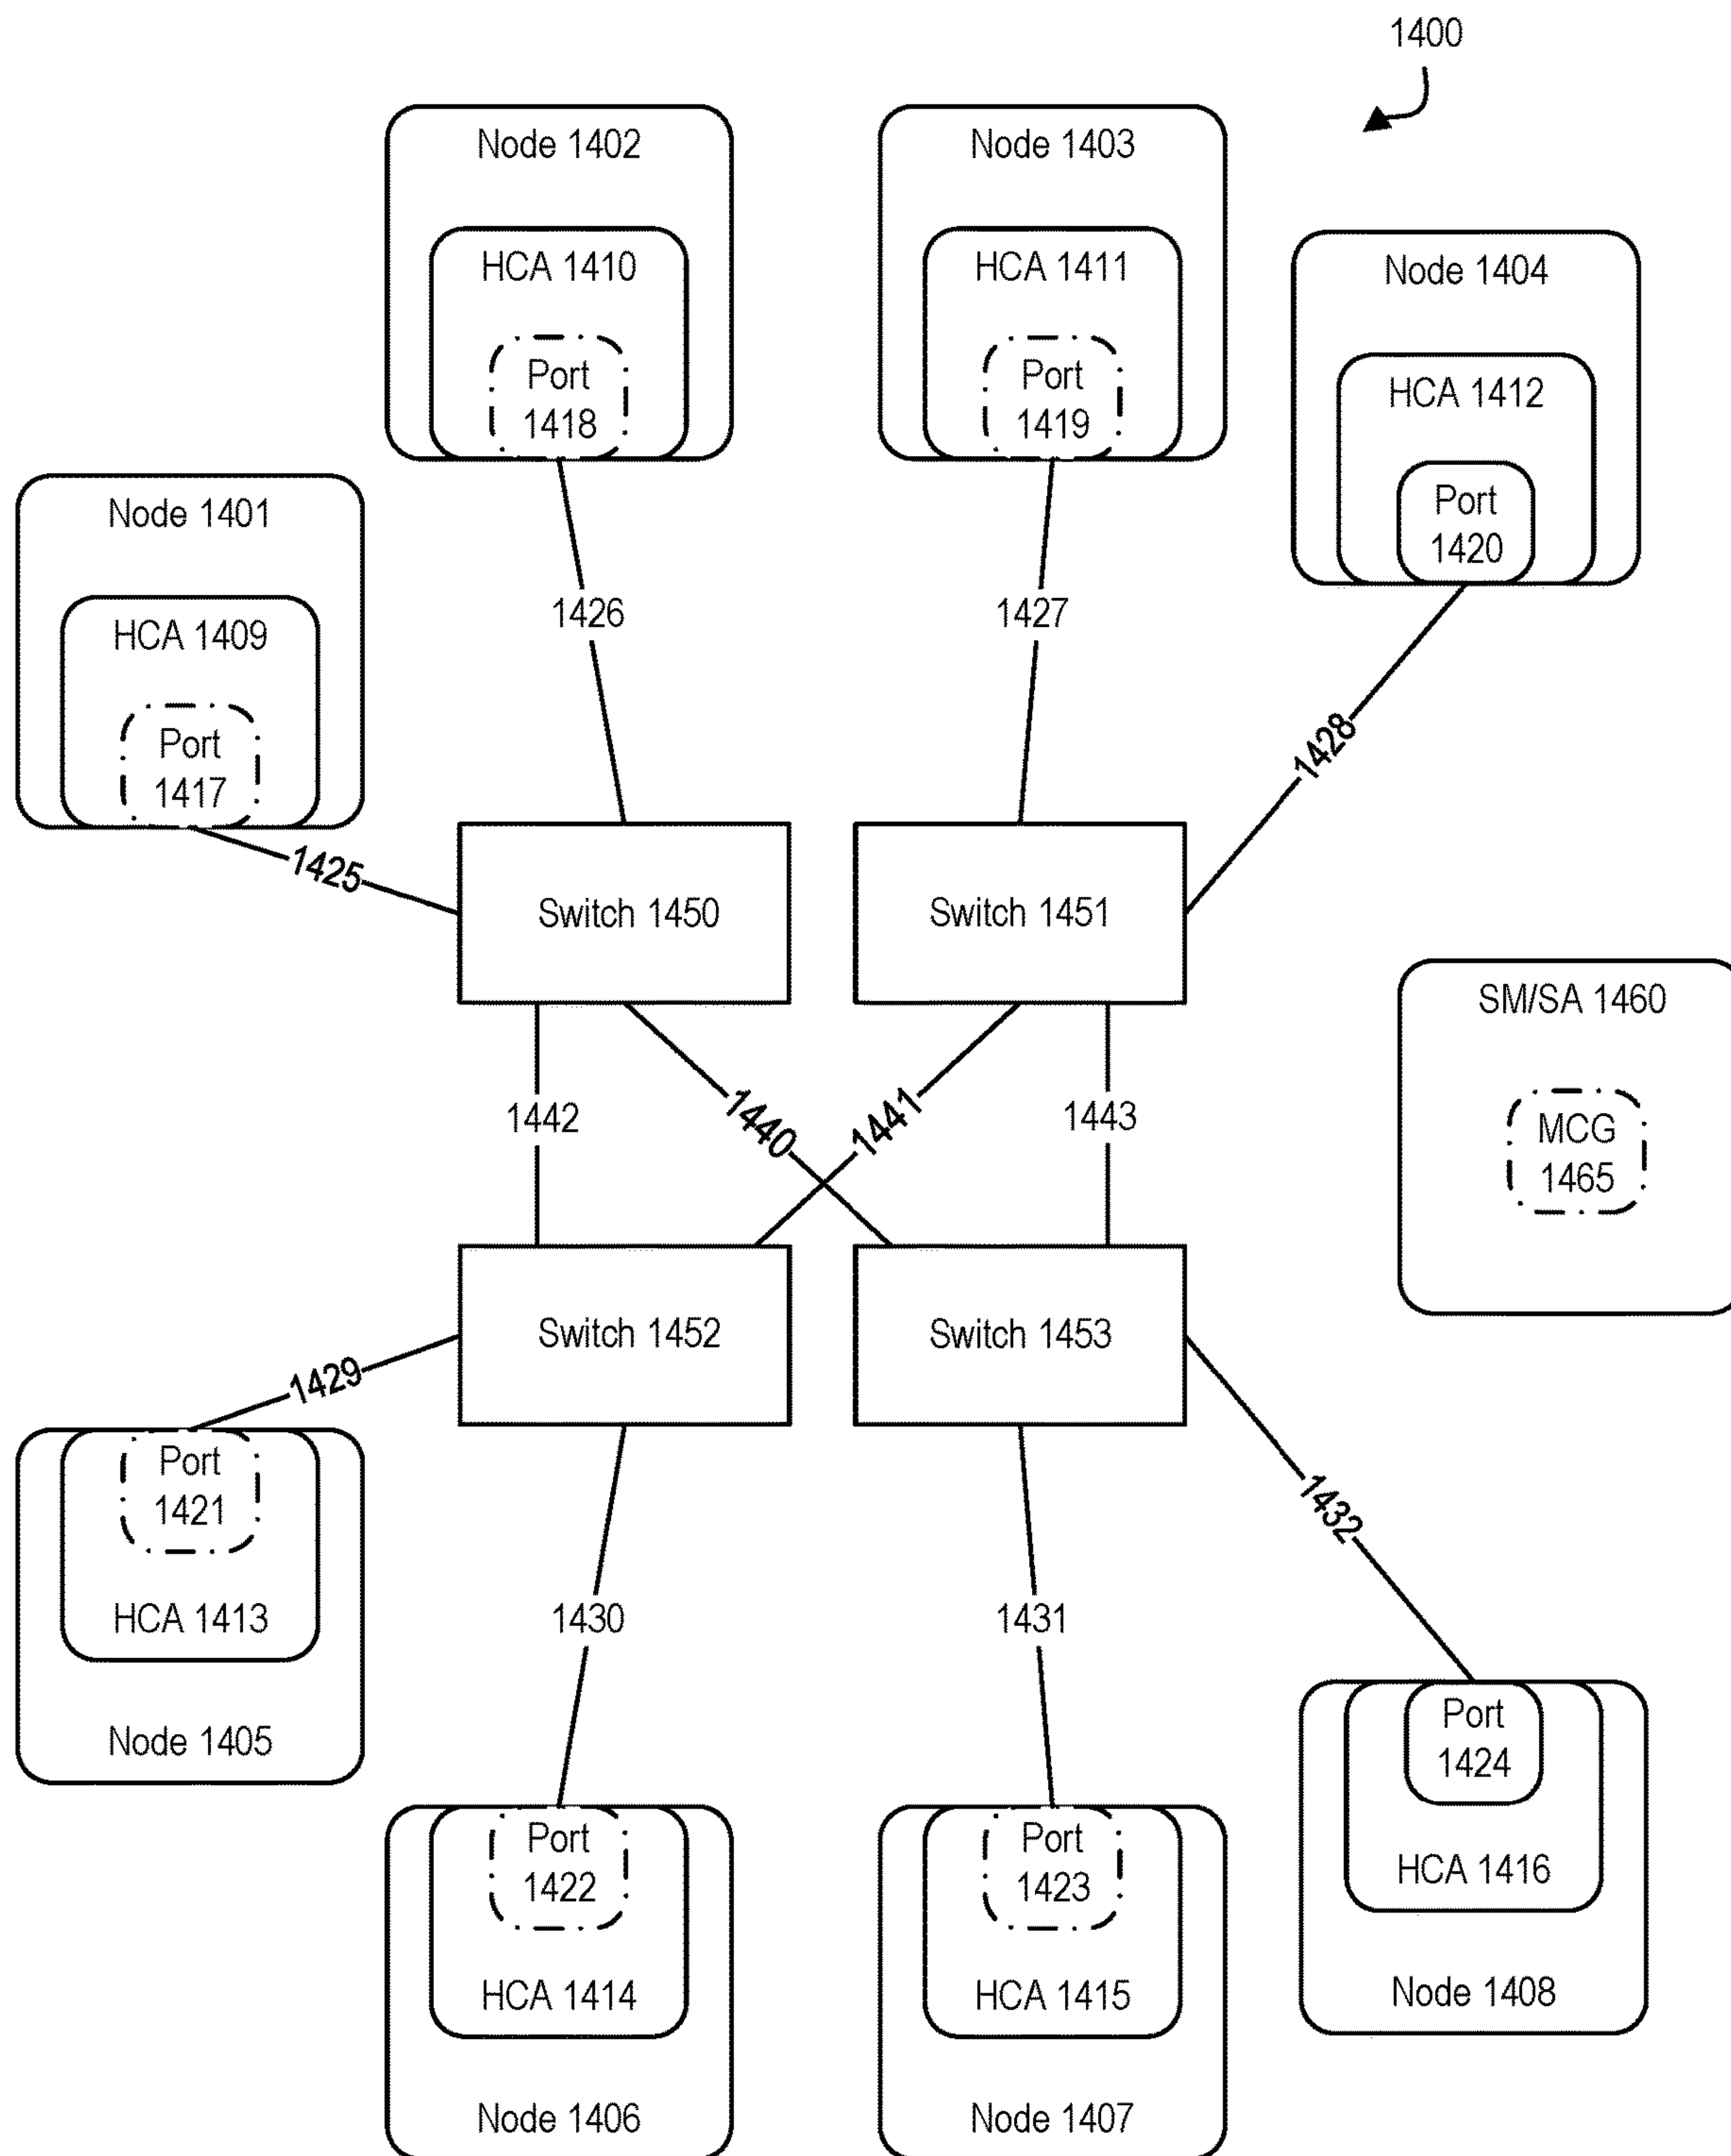 1400
Node 1402
Node 1403
HCA 1410
HCA 1411
Node 1404
Port
1418
Port
1419
HCA 1412
Port
1420
Node 1401
HCA 1409
Port
1417
1426
1427
1428
1425
Switch 1450
Switch 1451
SM/SA 1460
MCG
1465
1442
1440
1441
1443
Switch 1452
Switch 1453
1429
Port
1421
HCA 1413
Node 1405
1430
1431
1432
Port
1424
HCA 1416
Node 1408
Port
1422
HCA 1414
Node 1406
Port
1423
HCA 1415
Node 1407